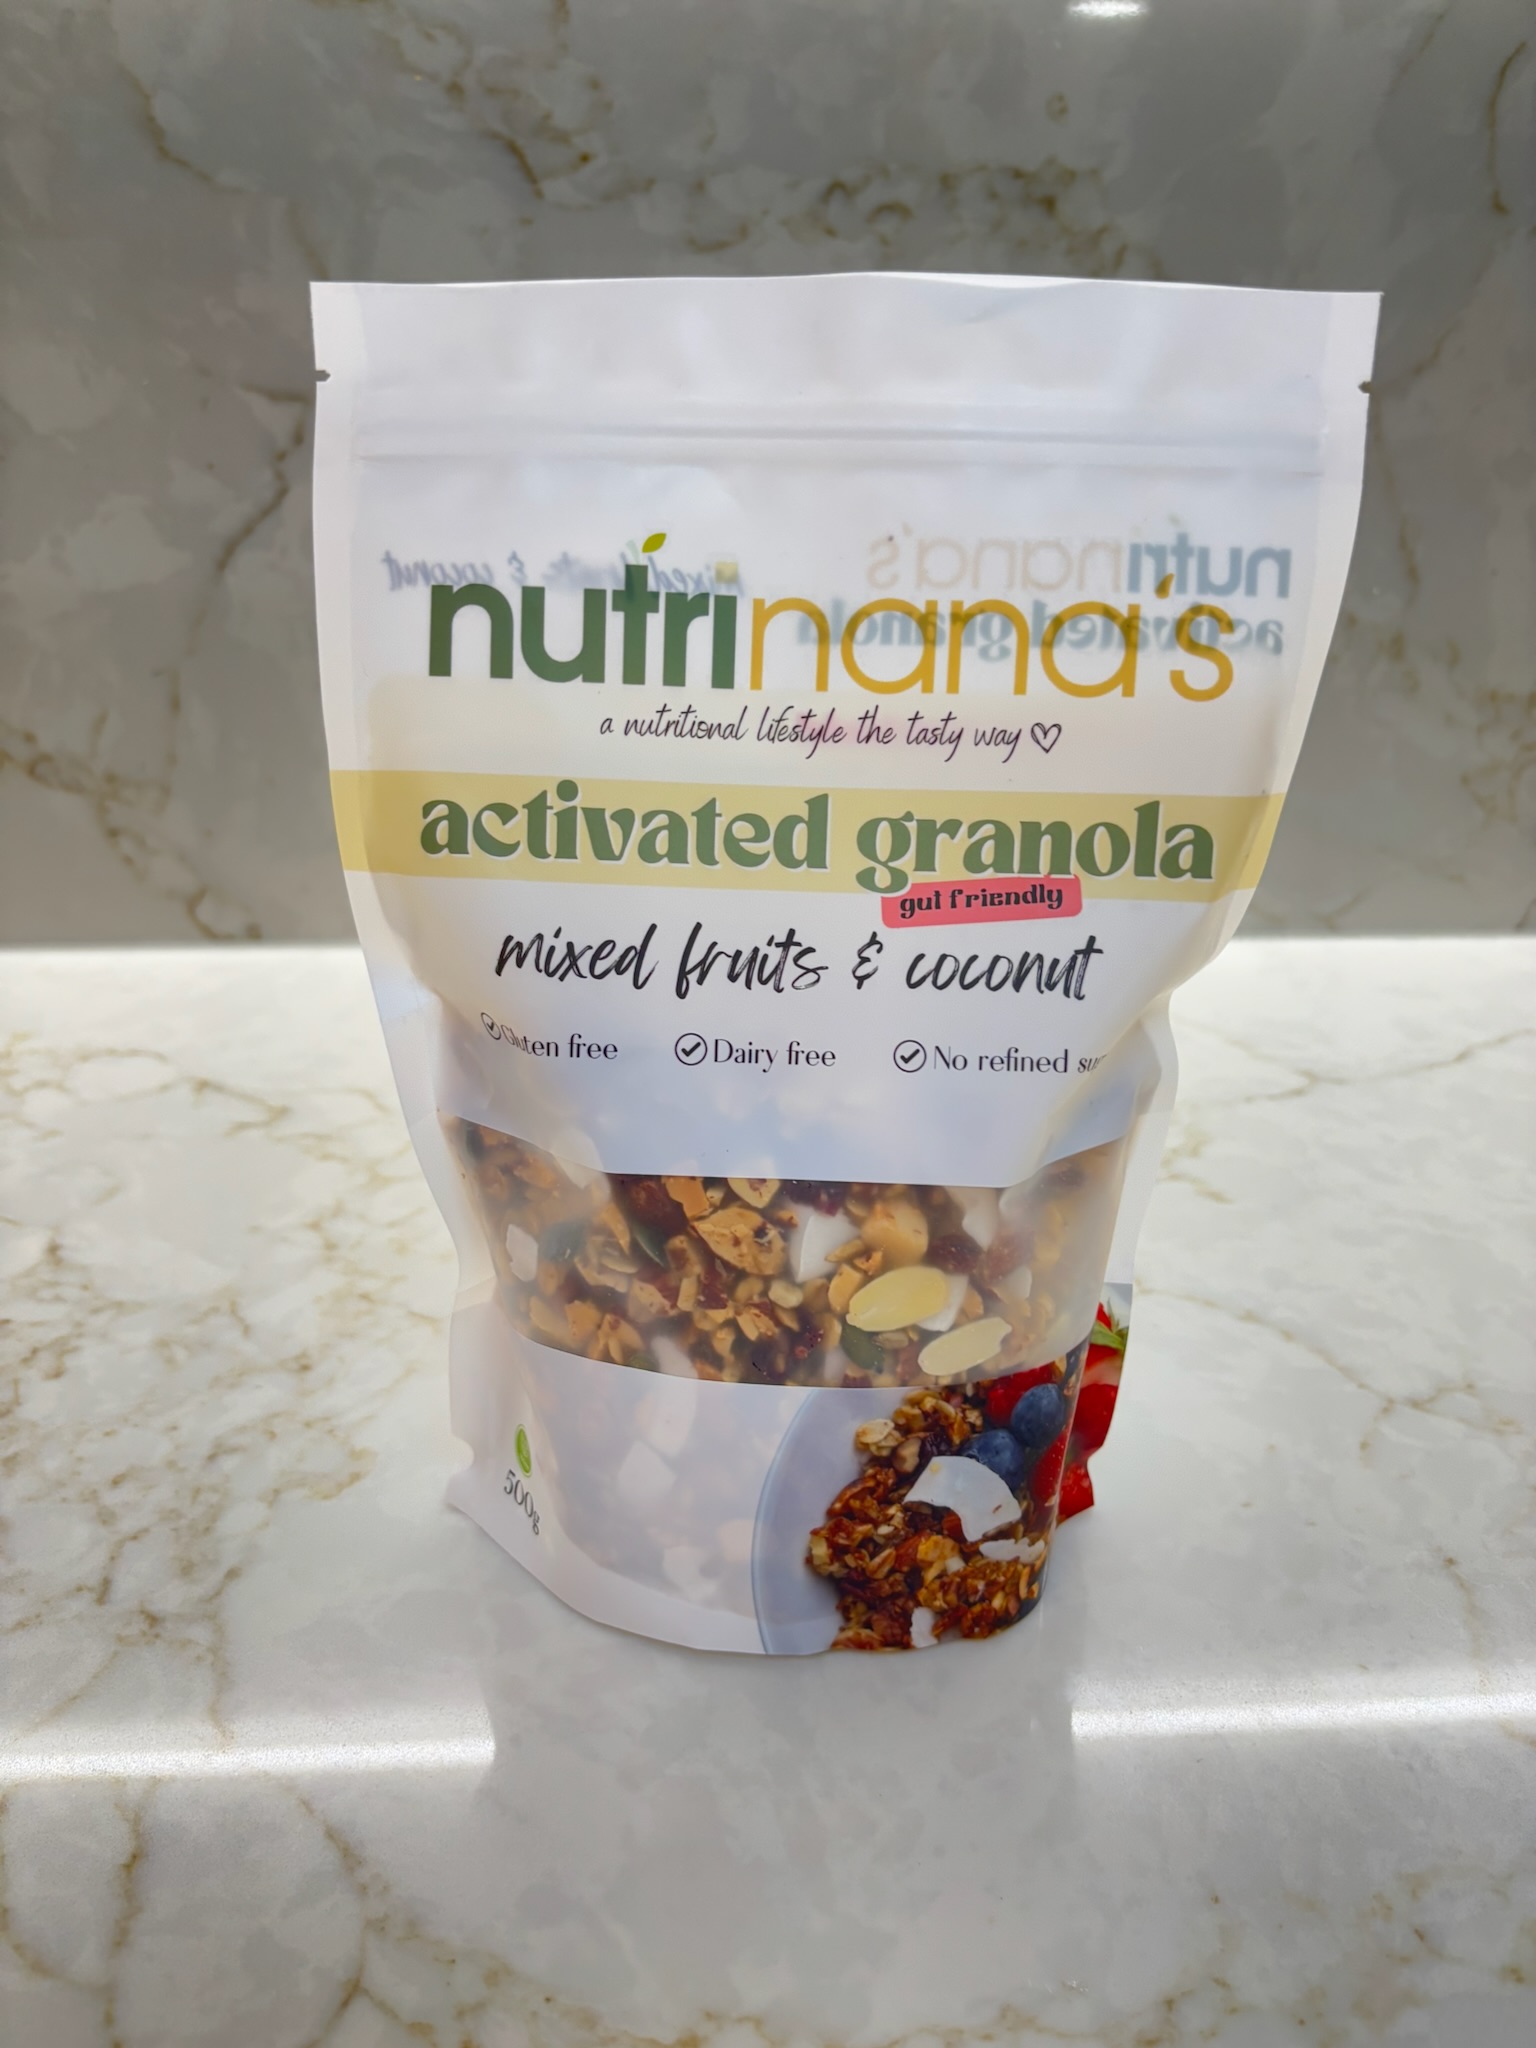 nutrinana's
a nutritional lifestyle the tasty way
activated granola
gut friendly
mixed fruits & coconut
Gluten free
Dairy free
No refined
500g